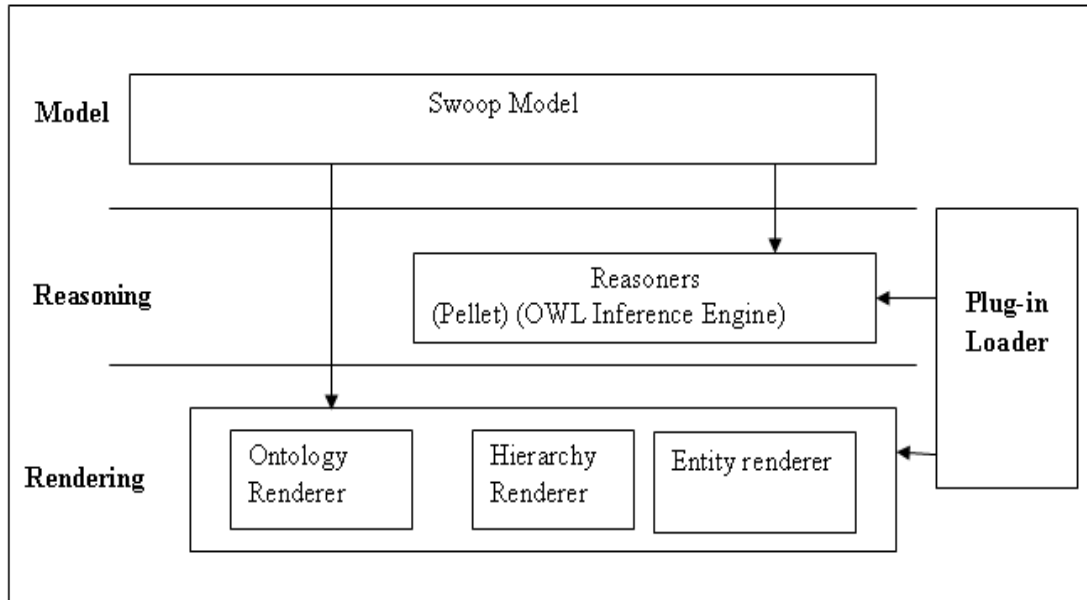 Model
Swoop Model
Reasoning
Reasoners
(Pellet) (OWL Inference Engine)
Plug-in
Loader
Rendering
Ontology
Renderer
Hierarchy
Renderer
Entity renderer